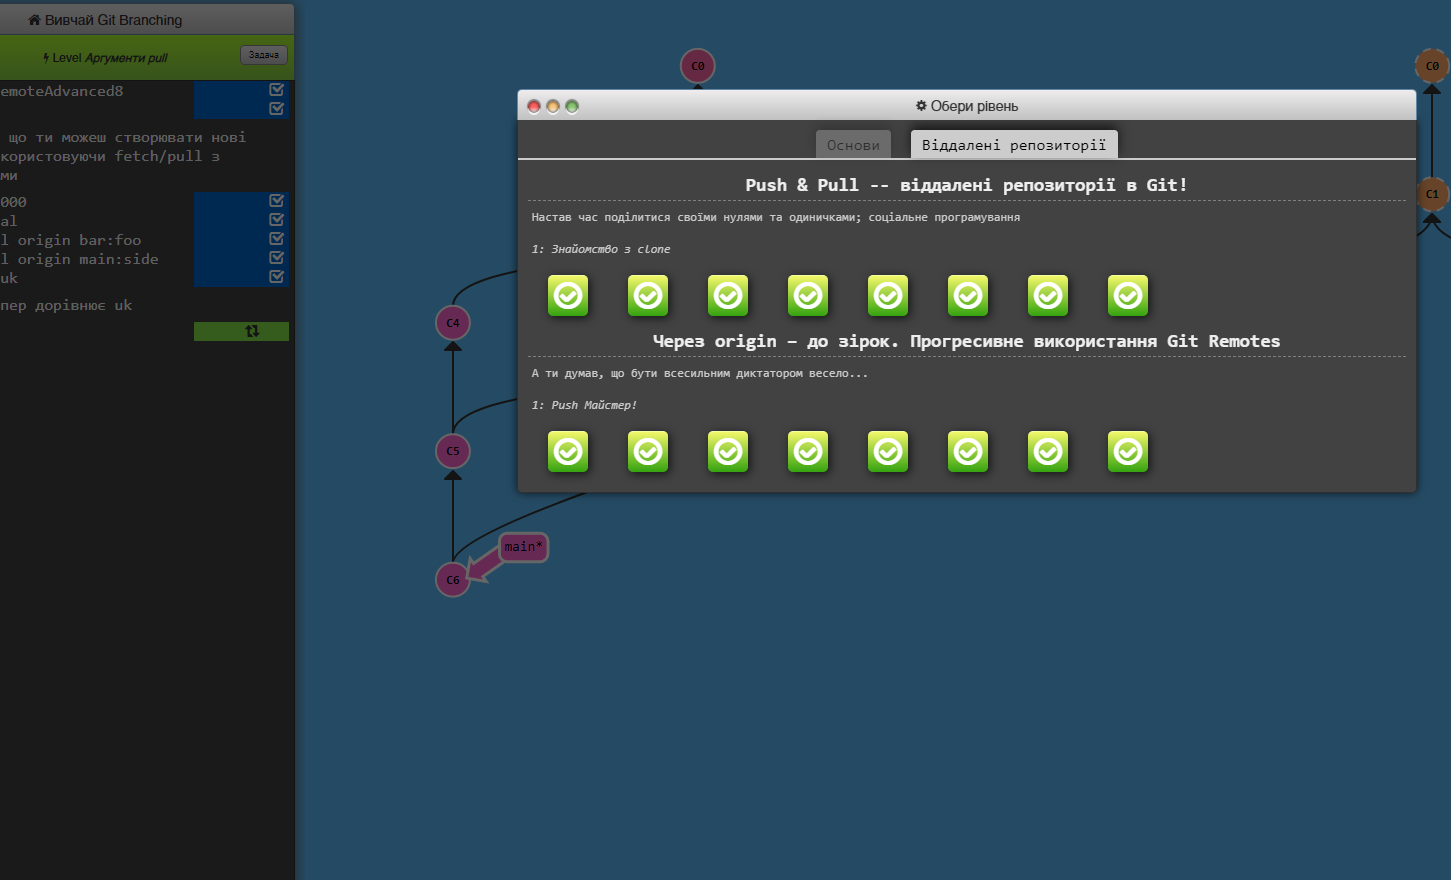 Вивчай Git Branching
Level Аргументи pull
Задача
emoteAdvanced8
що ти можеш створювати нові
користовуючи fetch/pull з
ми
000
al
l origin bar:foo
l origin main:side
uk
пер дорівнює uk
C0
C4
C5
C6
main*
Обери рівень
Основи
Віддалені репозиторії
Push & Pull -- віддалені репозиторії в Git!
Настав час поділитися своїми нулями та одиничками; соціальне програмування
1: Знайомство з clone
Через origin – до зірок. Прогресивне використання Git Remotes
А ти думав, що бути всесильним диктатором весело...
1: Push Майстер!
C0
C1